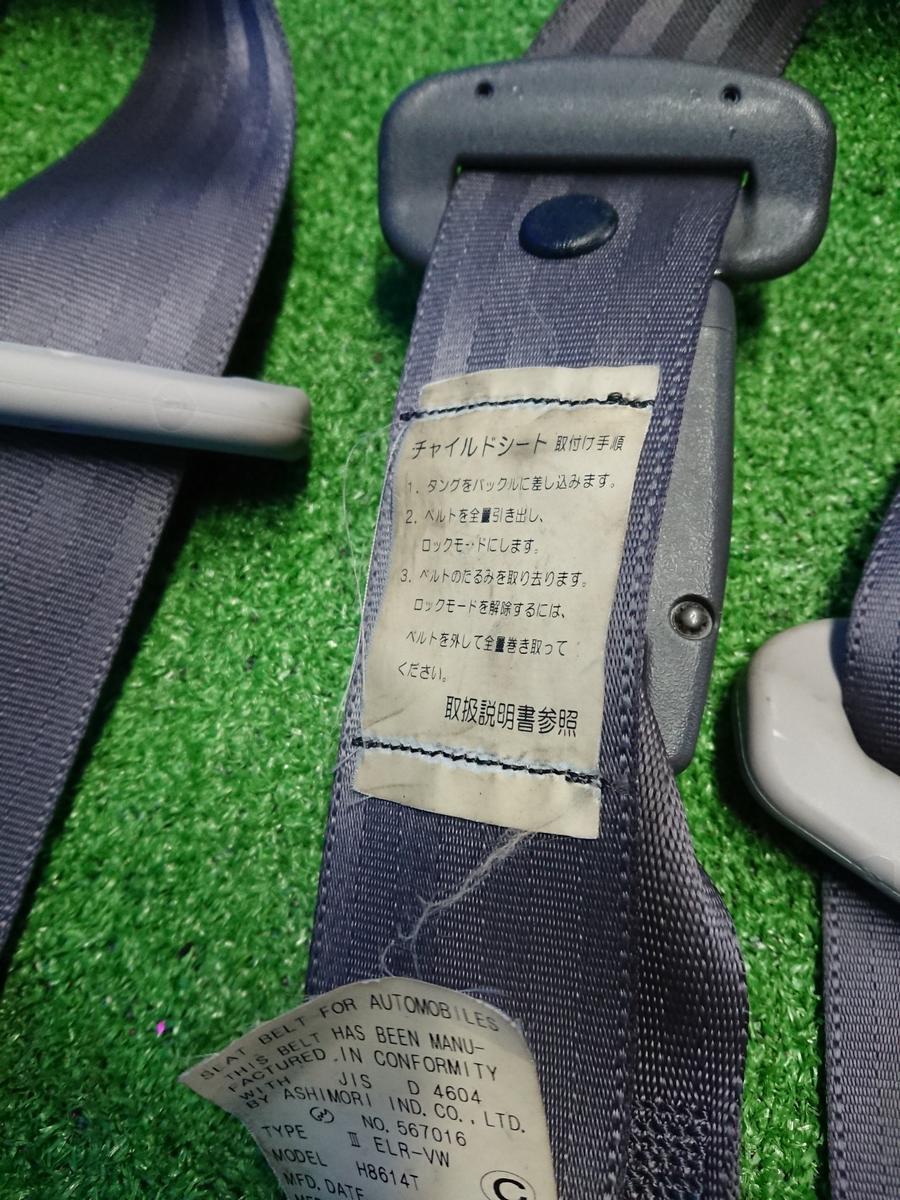 チャイルドシート 取付け手順
1. タングをバックルに差し込みます。
2. ベルトを全量引き出し、
ロックモードにします。
3. ベルトのたるみを取り去ります。
ロックモードを解除するには、
ベルトを外して全量巻き取って
ください。
取扱説明書参照
SEAT BELT FOR AUTOMOBILES
THIS BELT HAS BEEN MANU-
FACTURED IN CONFORMITY
WITH JIS D 4604
BY ASHIMORI IND. CO., LTD.
NO. 567016
TYPE Ⅲ ELR-VW
MODEL H8614T
MFD. DATE
C